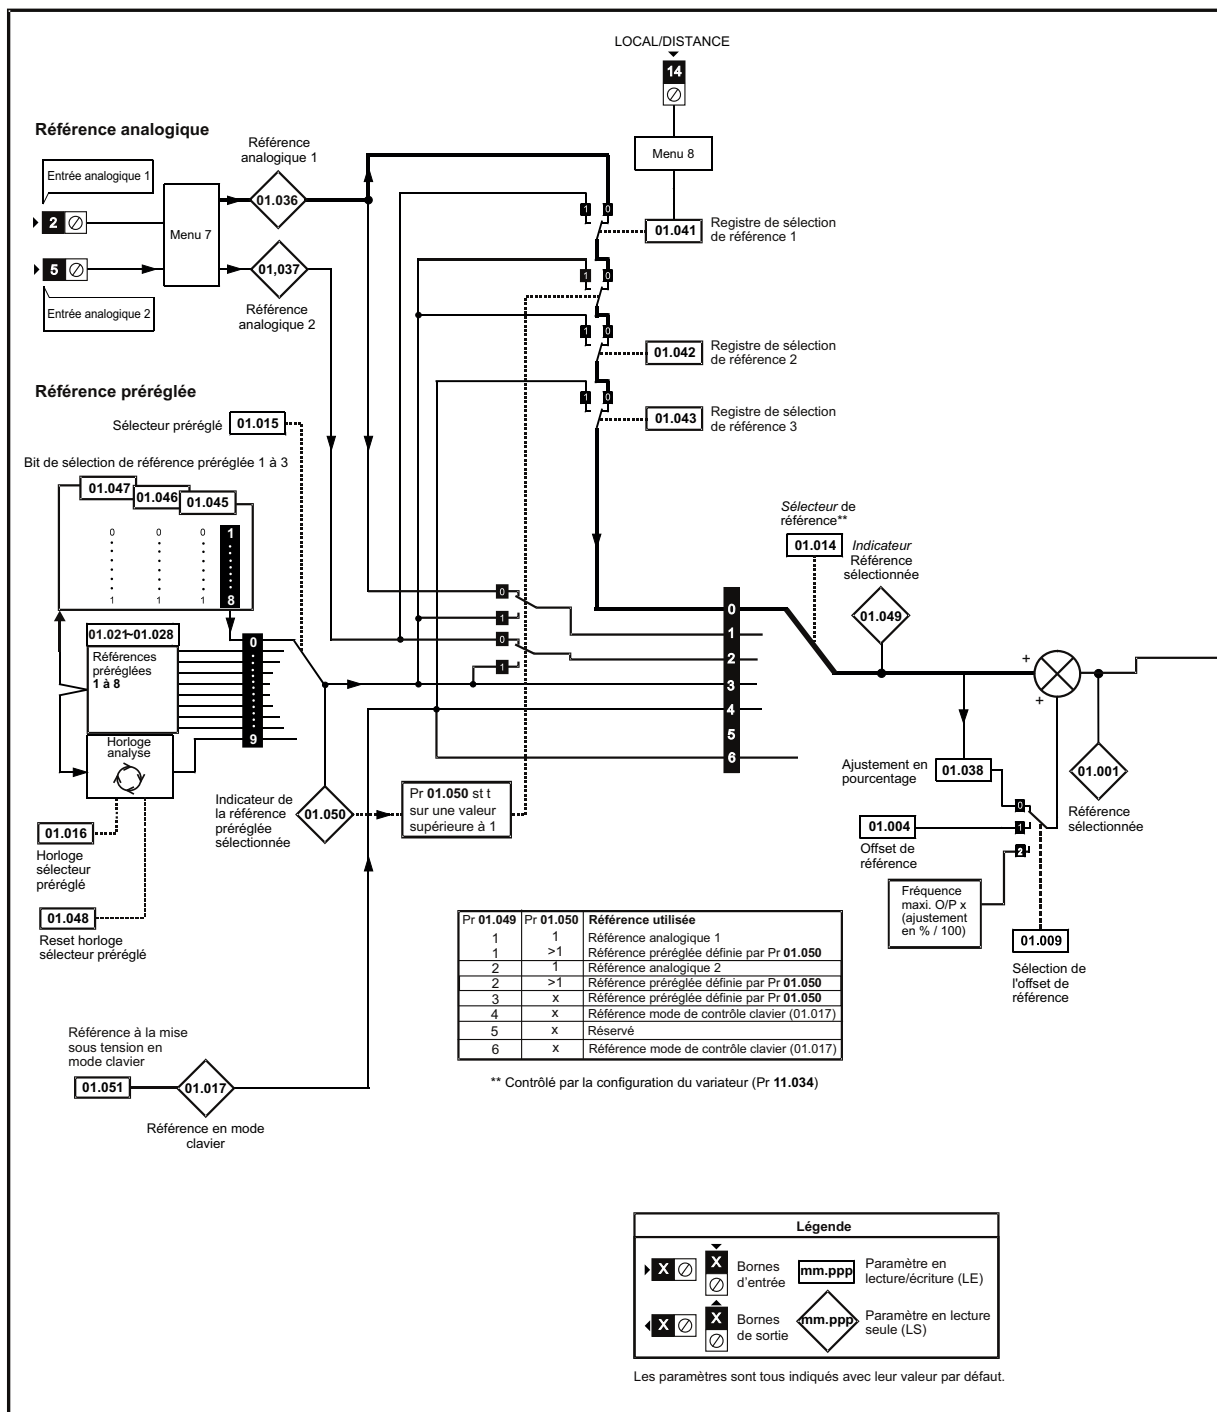 LOCAL/DISTANCE
14
Menu 8
Référence analogique
Référence
analogique 1
Entrée analogique 1
2
Menu 7
01.036
5
01,037
Entrée analogique 2
Référence
analogique 2
1
0
01.041
Registre de sélection
de référence 1
1
0
1
0
01.042
Registre de sélection
de référence 2
1
0
01.043
Registre de sélection
de référence 3
Référence préréglée
Sélecteur préréglé
01.015
Bit de sélection de référence préréglée 1 à 3
01.047
01.046
01.045
0
0
0
1
1
1
1
8
01.021~01.028
Références
préréglées
1 à 8
Horloge
analyse
0
9
01.016
Horloge
sélecteur
préréglé
01.048
Reset horloge
sélecteur préréglé
Indicateur de
la référence
préréglée
sélectionnée
01.050
Pr 01.050 st t
sur une valeur
supérieure à 1
0
1
0
1
Sélecteur de
référence**
01.014
Indicateur
Référence
sélectionnée
01.049
0
1
2
3
4
5
6
+
+
Ajustement en
pourcentage
01.038
01.004
Offset de
référence
0
1
2
Fréquence
maxi. O/P x
(ajustement
en % / 100)
01.009
Sélection de
l'offset de
référence
01.001
Référence
sélectionnée
Pr 01.049 Pr 01.050 Référence utilisée
1 1 Référence analogique 1
1 >1 Référence préréglée définie par Pr 01.050
2 1 Référence analogique 2
2 >1 Référence préréglée définie par Pr 01.050
3 x Référence préréglée définie par Pr 01.050
4 x Référence mode de contrôle clavier (01.017)
5 x Réservé
6 x Référence mode de contrôle clavier (01.017)
** Contrôlé par la configuration du variateur (Pr 11.034)
Référence à la mise
sous tension en
mode clavier
01.051
01.017
Référence en mode
clavier
Légende
X
X
Bornes
d'entrée
mm.ppp
Paramètre en
lecture/écriture (LE)
X
X
Bornes
de sortie
mm.ppp
Paramètre en lecture
seule (LS)
Les paramètres sont tous indiqués avec leur valeur par défaut.